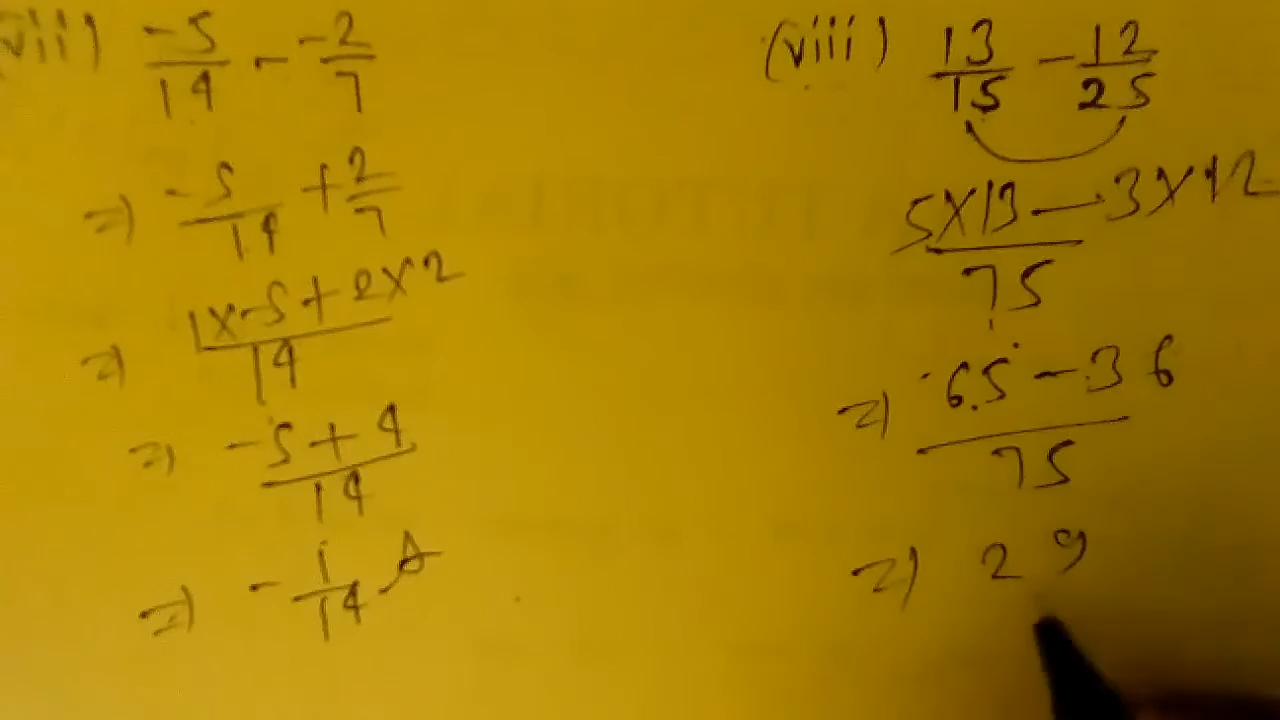 vii) -5/14 - -2/7
=) -5/14 + 2/7
=) 1x-5+2x2/14
=) -5+4/14
=) -1/14 A
(viii) 13/15 - 12/25
5x13-3x12/75
=) 65-36/75
=) 29